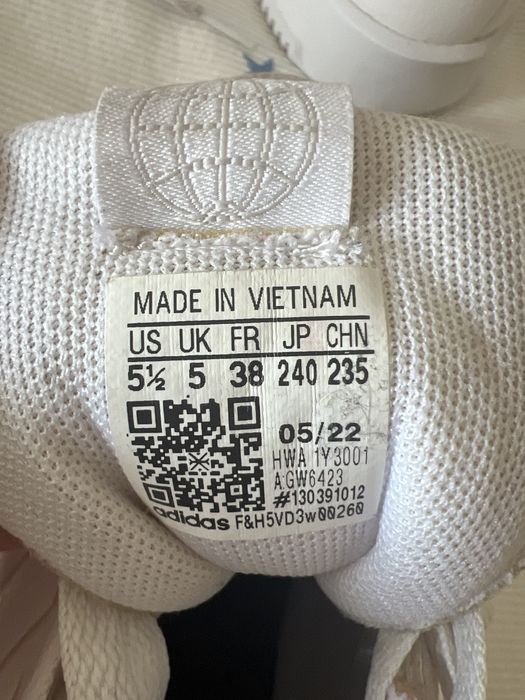 MADE IN VIETNAM
US UK FR JP CHN
5½ 5 38 240 235
05/22
HWA 1Y3001
A:GW6423
#130391012
adidas F&H5VD3w00260